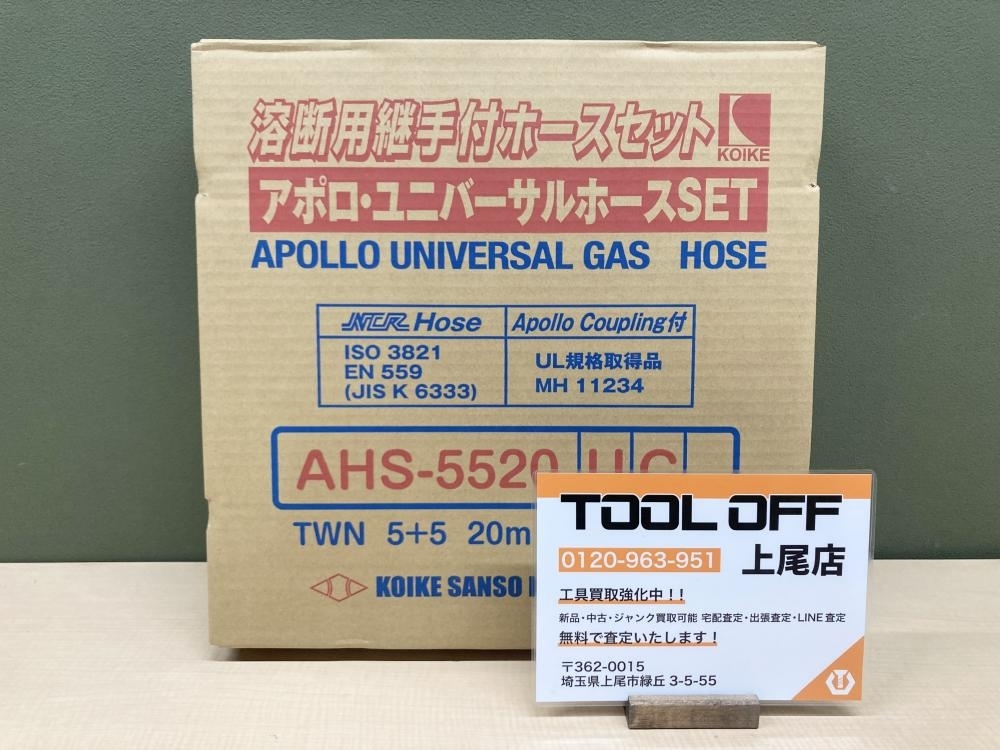 溶断用継手付ホースセット
KOIKE
アポロ・ユニバーサルホースSET
APOLLO UNIVERSAL GAS HOSE
NCR Hose
Apollo Coupling付
ISO 3821
EN 559
(JIS K 6333)
UL規格取得品
MH 11234
AHS-5520 UC
TWN 5+5 20m
KOIKE SANSO
TOOL OFF
0120-963-951 上尾店
工具買取強化中!!
新品・中古・ジャンク買取可能 宅配査定・出張査定・LINE査定
無料で査定いたします!
〒362-0015
埼玉県上尾市緑丘 3-5-55